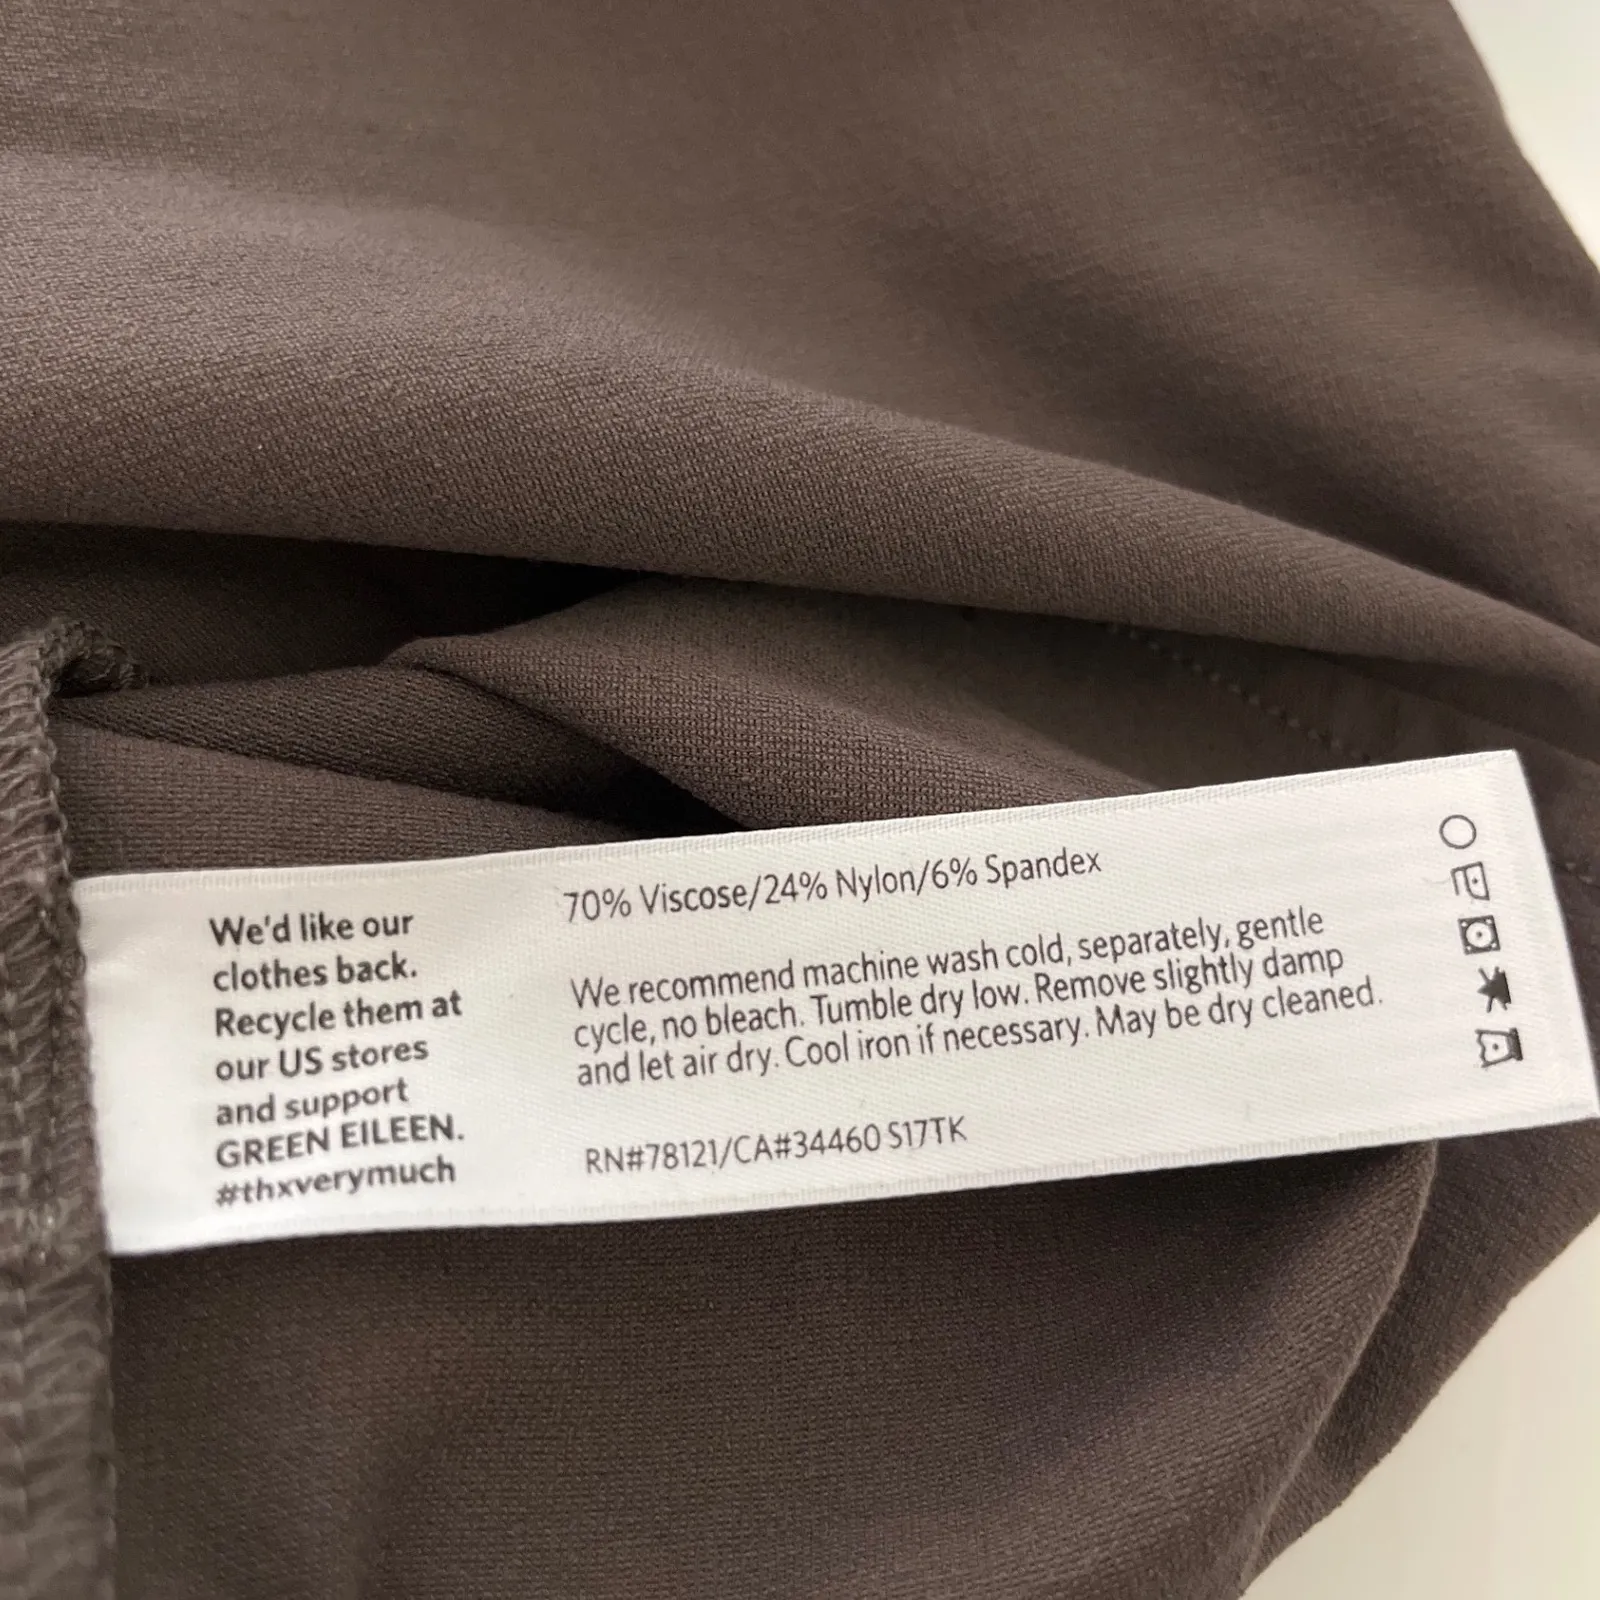 We'd like our
clothes back.
Recycle them at
our US stores
and support
GREEN EILEEN.
#thxverymuch
70% Viscose/24% Nylon/6% Spandex
We recommend machine wash cold, separately, gentle
cycle, no bleach. Tumble dry low. Remove slightly damp
and let air dry. Cool iron if necessary. May be dry cleaned.
RN#78121/CA#34460 S17TK